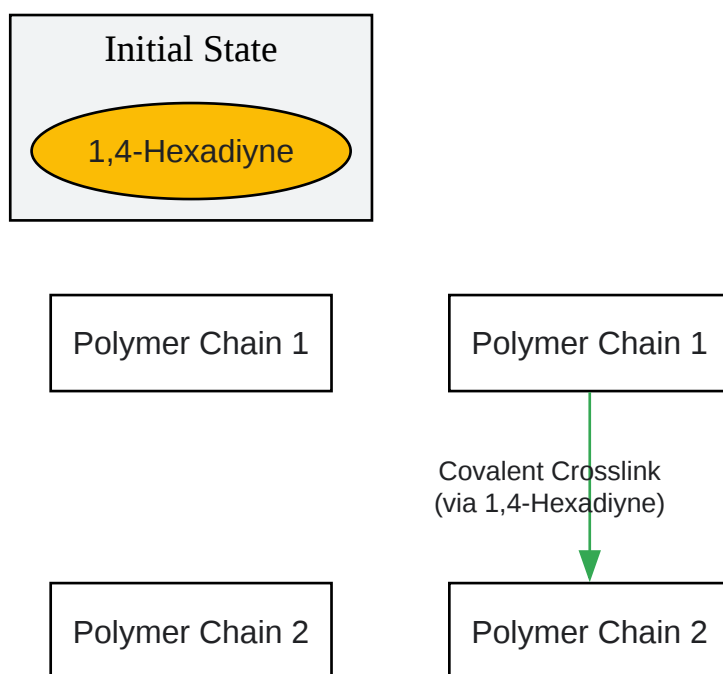 Initial State
1,4-Hexadiyne
Polymer Chain 1
Polymer Chain 1
Covalent Crosslink
(via 1,4-Hexadiyne)
Polymer Chain 2
Polymer Chain 2